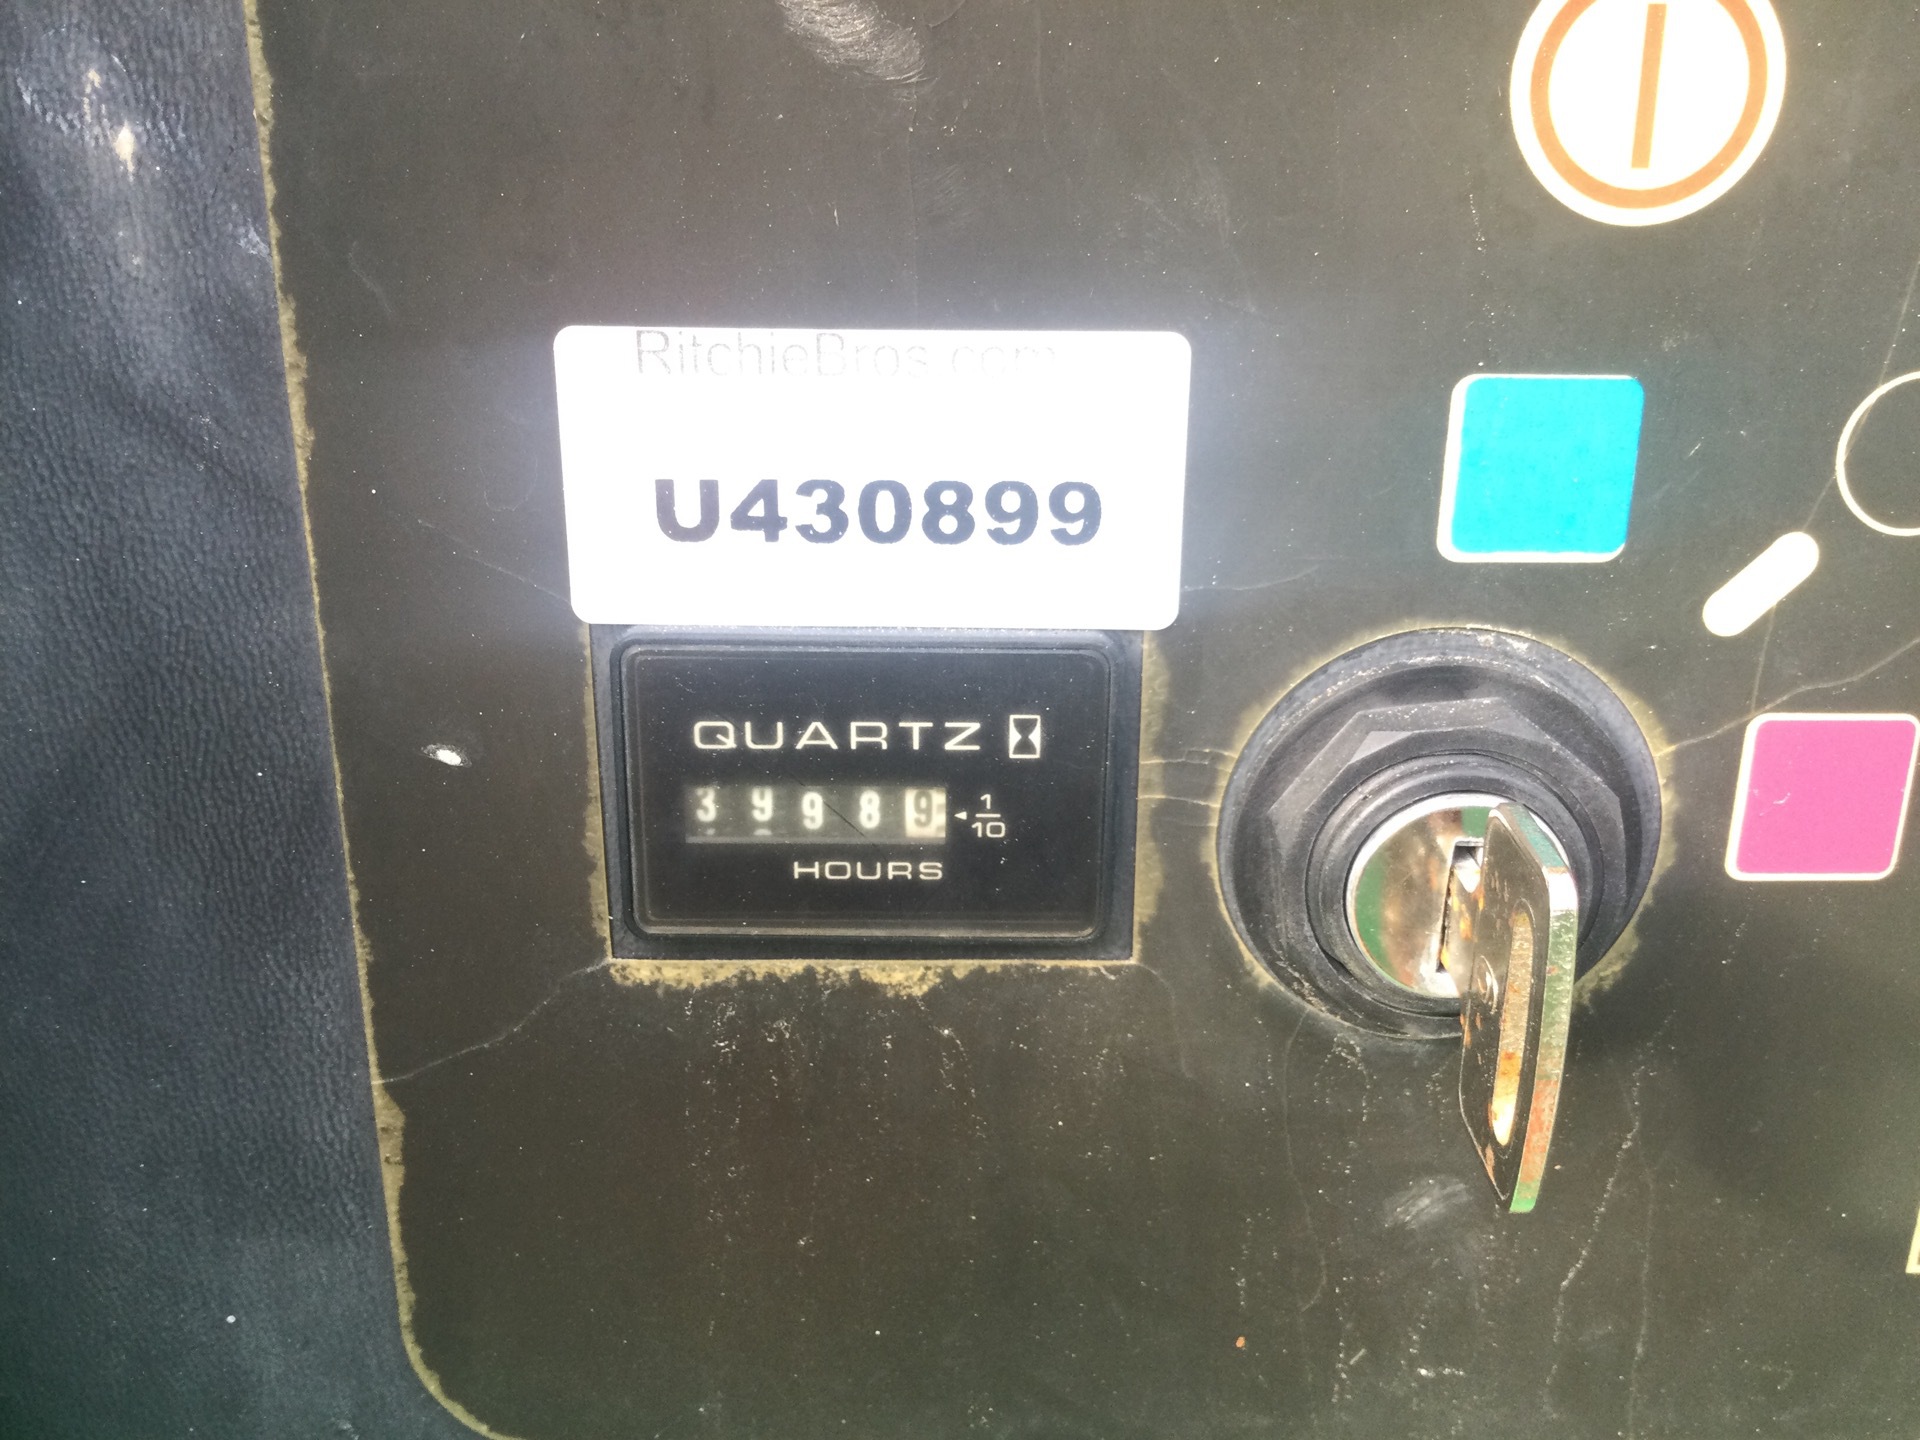 RitchieBros.com
U430899
QUARTZ
39989
1/10
HOURS